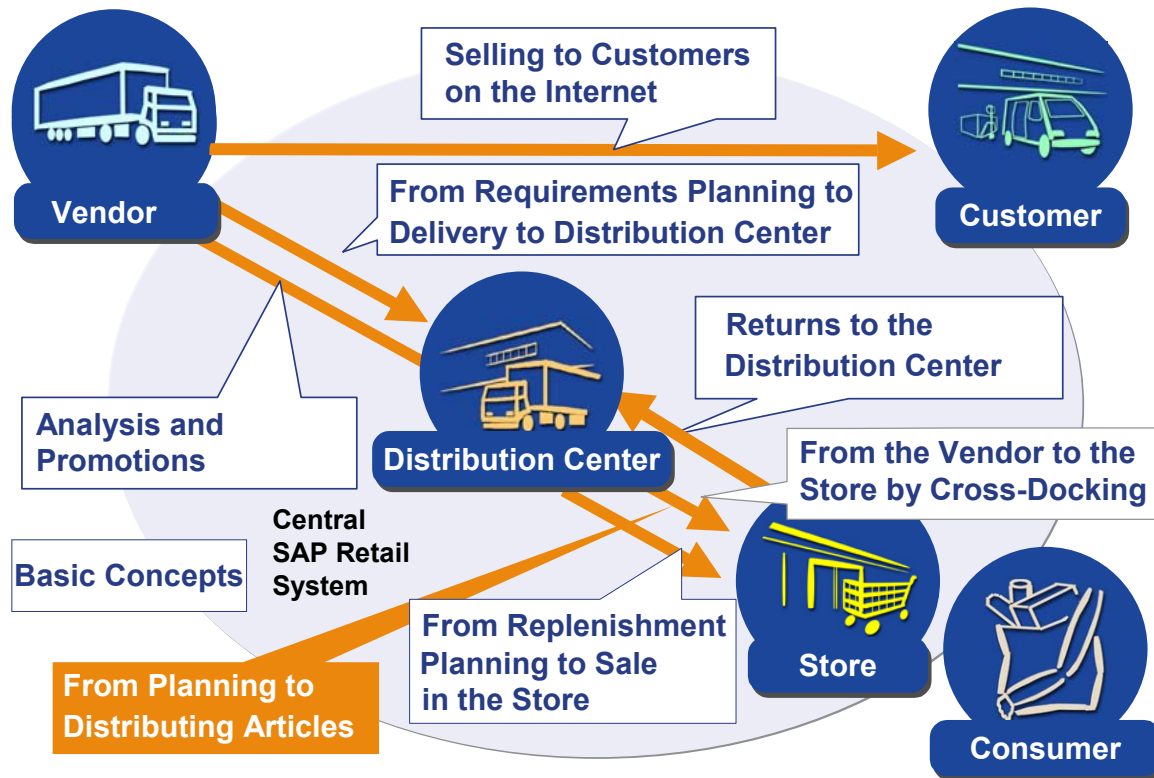 Selling to Customers
on the Internet
Vendor
From Requirements Planning to
Delivery to Distribution Center
Customer
Returns to the
Distribution Center
Analysis and
Promotions
Distribution Center
From the Vendor to the
Store by Cross-Docking
Central
SAP Retail
System
Basic Concepts
From Replenishment
Planning to Sale
in the Store
Store
From Planning to
Distributing Articles
Consumer